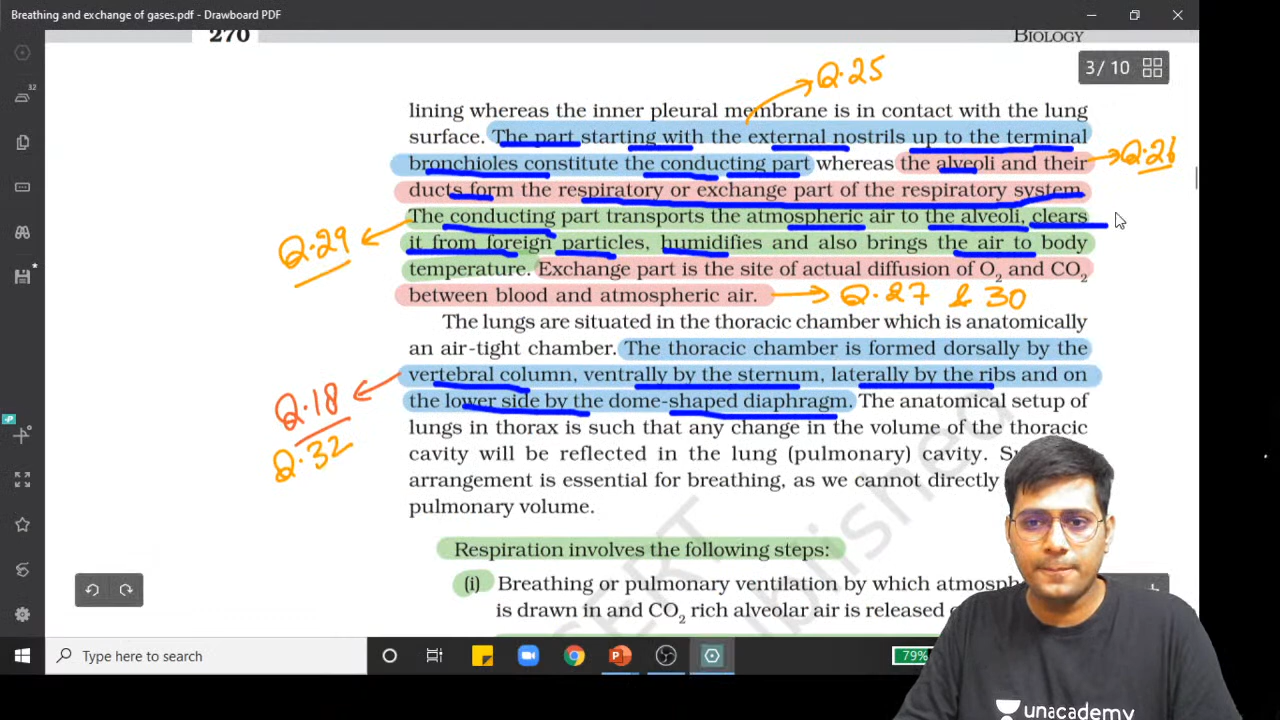 Breathing and exchange of gases.pdf - Drawboard PDF
270 BIOLOGY
3 / 10
32
Q.25
lining whereas the inner pleural membrane is in contact with the lung
surface. The part starting with the external nostrils up to the terminal
bronchioles constitute the conducting part whereas the alveoli and their
Q.26
ducts form the respiratory or exchange part of the respiratory system.
The conducting part transports the atmospheric air to the alveoli, clears
Q.29
it from foreign particles, humidifies and also brings the air to body
temperature. Exchange part is the site of actual diffusion of O2 and CO2
between blood and atmospheric air.
Q.27 & 30
The lungs are situated in the thoracic chamber which is anatomically
an air-tight chamber. The thoracic chamber is formed dorsally by the
vertebral column, ventrally by the sternum, laterally by the ribs and on
Q.18
the lower side by the dome-shaped diaphragm. The anatomical setup of
lungs in thorax is such that any change in the volume of the thoracic
Q.32
cavity will be reflected in the lung (pulmonary) cavity. S
arrangement is essential for breathing, as we cannot directly
pulmonary volume.
Respiration involves the following steps:
(i) Breathing or pulmonary ventilation by which atmosph
is drawn in and CO2 rich alveolar air is released
Type here to search
79%
unacademy